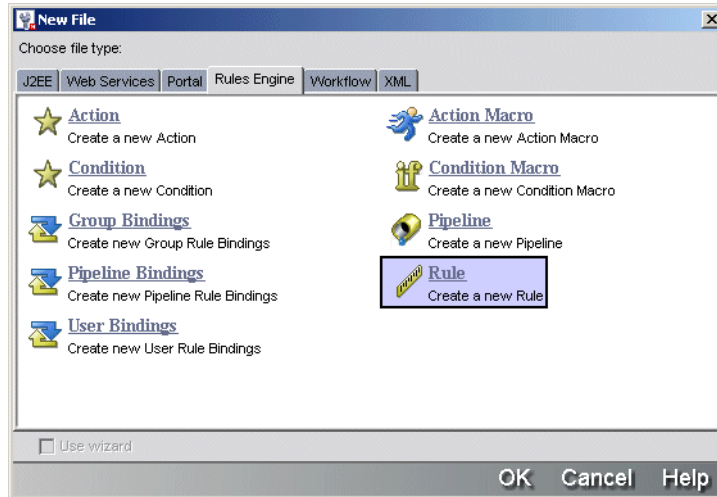 New File
Choose file type:
J2EE Web Services Portal Rules Engine Workflow XML
Action
Create a new Action
Action Macro
Create a new Action Macro
Condition
Create a new Condition
Condition Macro
Create a new Condition Macro
Group Bindings
Create new Group Rule Bindings
Pipeline
Create a new Pipeline
Pipeline Bindings
Create new Pipeline Rule Bindings
Rule
Create a new Rule
User Bindings
Create new User Rule Bindings
Use wizard
OK Cancel Help